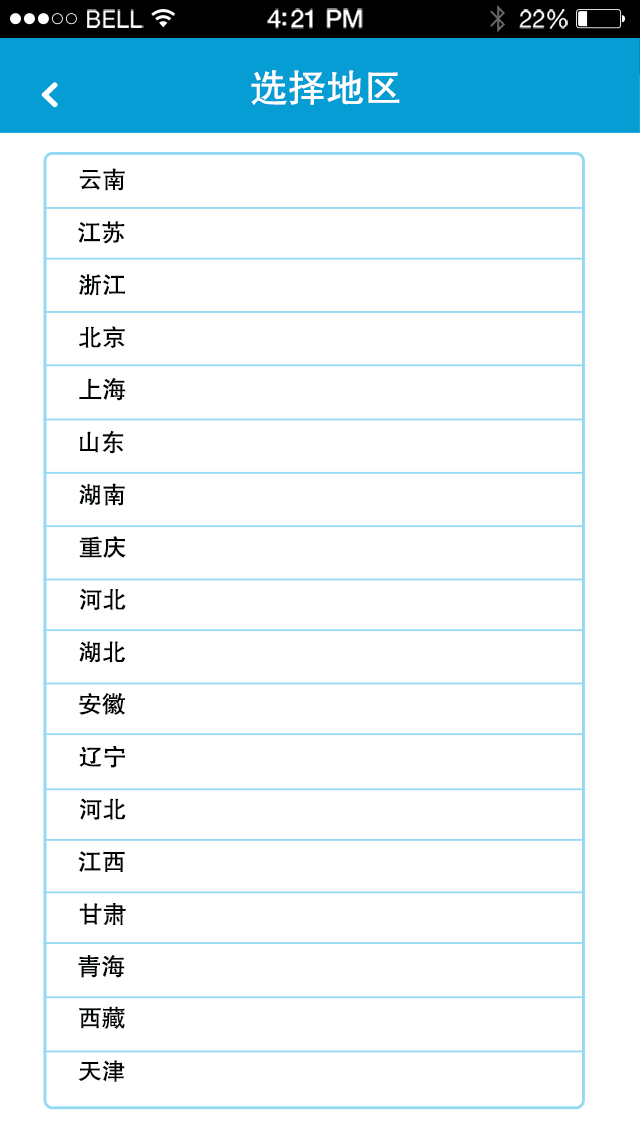 BELL 4:21 PM 22%
选择地区
云南
江苏
浙江
北京
上海
山东
湖南
重庆
河北
湖北
安徽
辽宁
河北
江西
甘肃
青海
西藏
天津